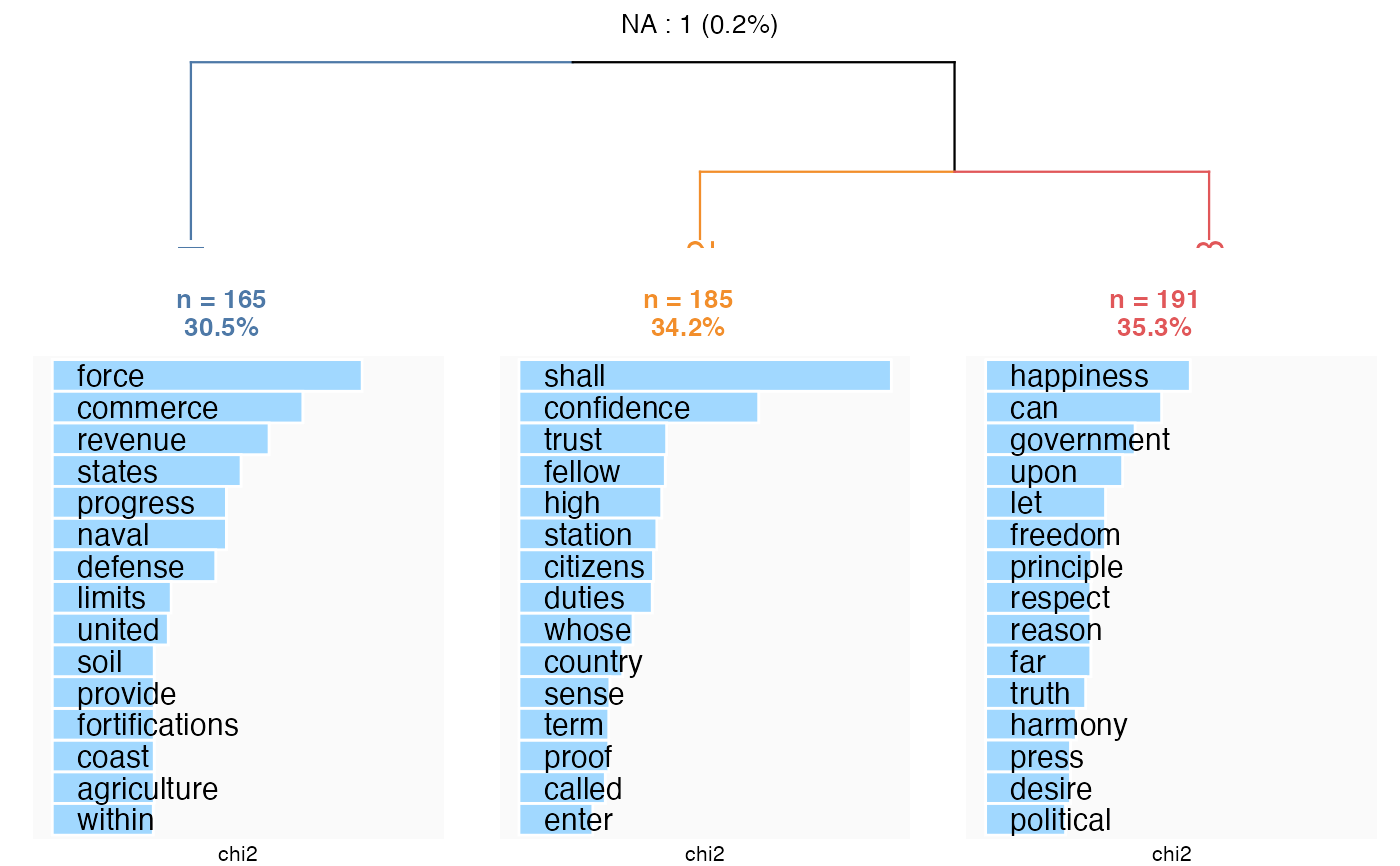 NA : 1 (0.2%)
n = 165
30.5%
force
commerce
revenue
states
progress
naval
defense
limits
united
soil
provide
fortifications
coast
agriculture
within
chi2
n = 185
34.2%
shall
confidence
trust
fellow
high
station
citizens
duties
whose
country
sense
term
proof
called
enter
chi2
n = 191
35.3%
happiness
can
government
upon
let
freedom
principle
respect
reason
far
truth
harmony
press
desire
political
chi2